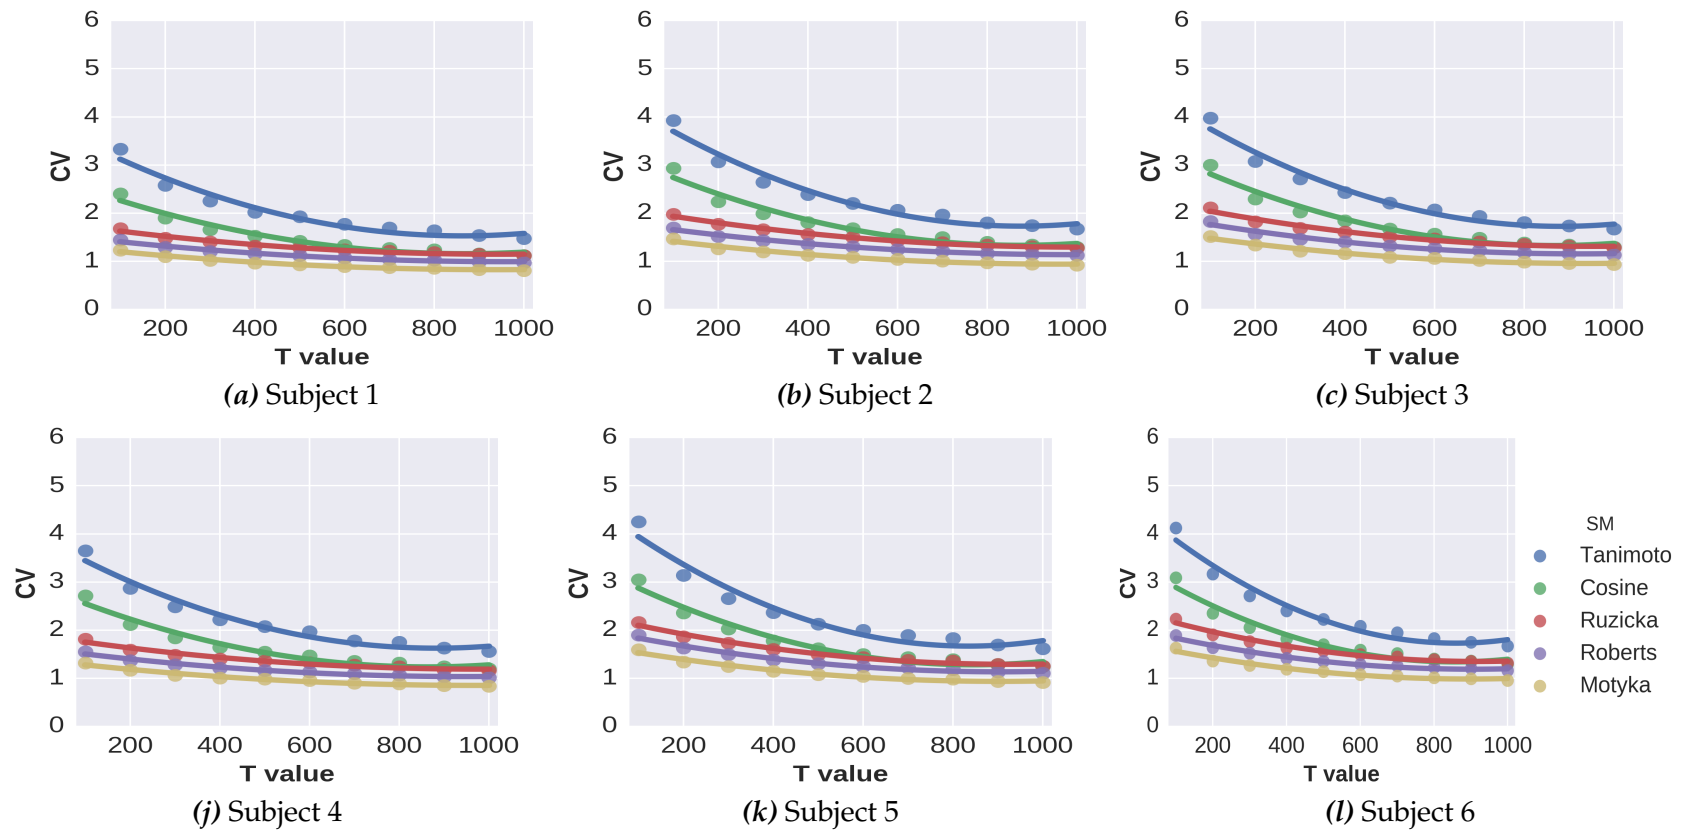 6
5
4
3
2
1
0
CV
200 400 600 800 1000
T value
(a) Subject 1
6
5
4
3
2
1
0
CV
200 400 600 800 1000
T value
(b) Subject 2
6
5
4
3
2
1
0
CV
200 400 600 800 1000
T value
(c) Subject 3
6
5
4
3
2
1
0
CV
200 400 600 800 1000
T value
(j) Subject 4
6
5
4
3
2
1
0
CV
200 400 600 800 1000
T value
(k) Subject 5
6
5
4
3
2
1
0
CV
200 400 600 800 1000
T value
(l) Subject 6
SM
Tanimoto
Cosine
Ruzicka
Roberts
Motyka